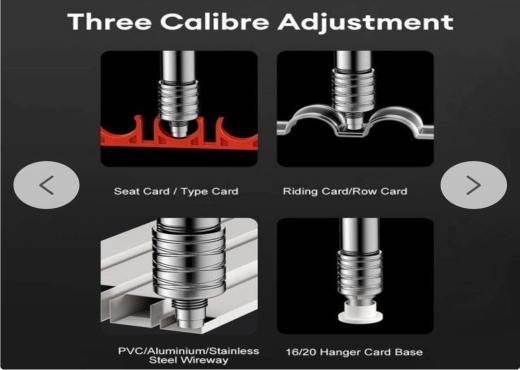 Three Calibre Adjustment
Seat Card / Type Card
Riding Card/Row Card
PVC/Aluminium/Stainless
Steel Wireway
16/20 Hanger Card Base